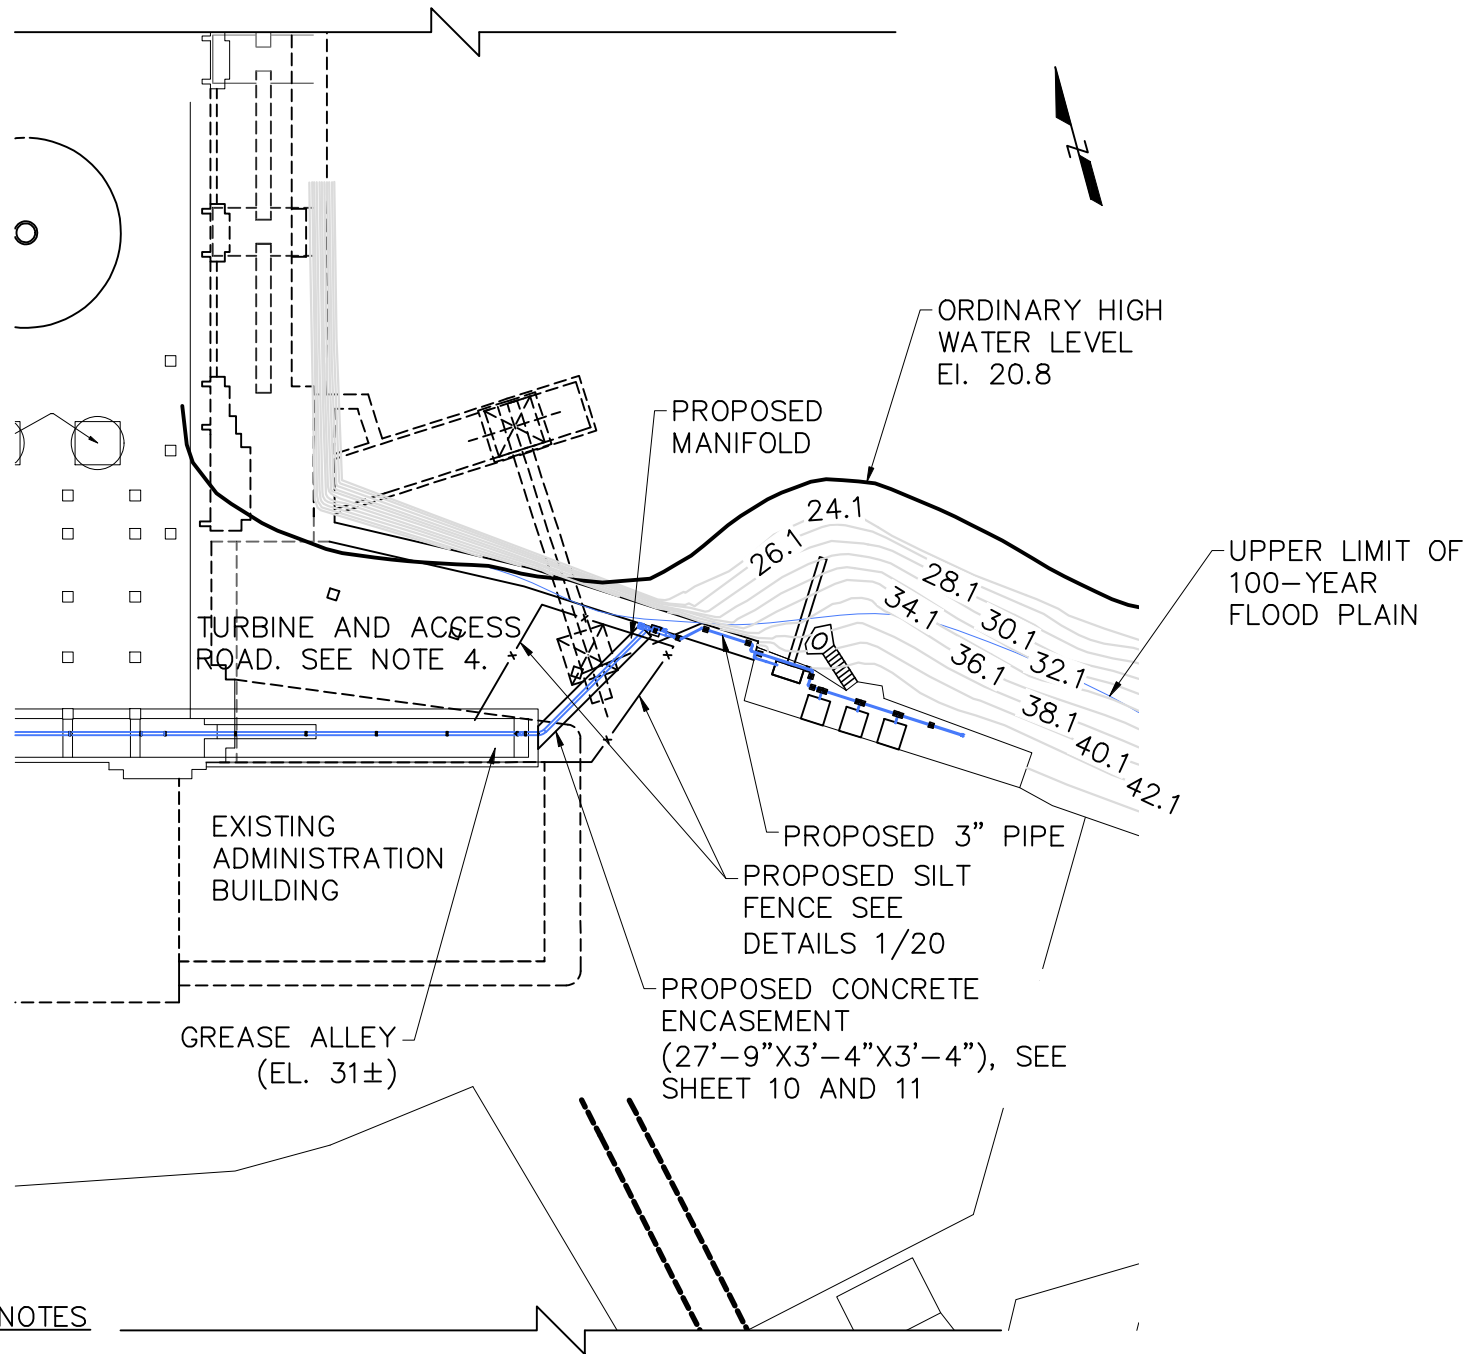 Z
ORDINARY HIGH
WATER LEVEL
El. 20.8
PROPOSED
MANIFOLD
24.1
26.1
28.1
30.1
32.1
34.1
36.1
38.1
40.1
42.1
UPPER LIMIT OF
100-YEAR
FLOOD PLAIN
TURBINE AND ACCESS
ROAD. SEE NOTE 4.
EXISTING
ADMINISTRATION
BUILDING
PROPOSED 3" PIPE
PROPOSED SILT
FENCE SEE
DETAILS 1/20
PROPOSED CONCRETE
ENCASEMENT
(27'-9"X3'-4"X3'-4"), SEE
SHEET 10 AND 11
GREASE ALLEY
(EL. 31±)
NOTES